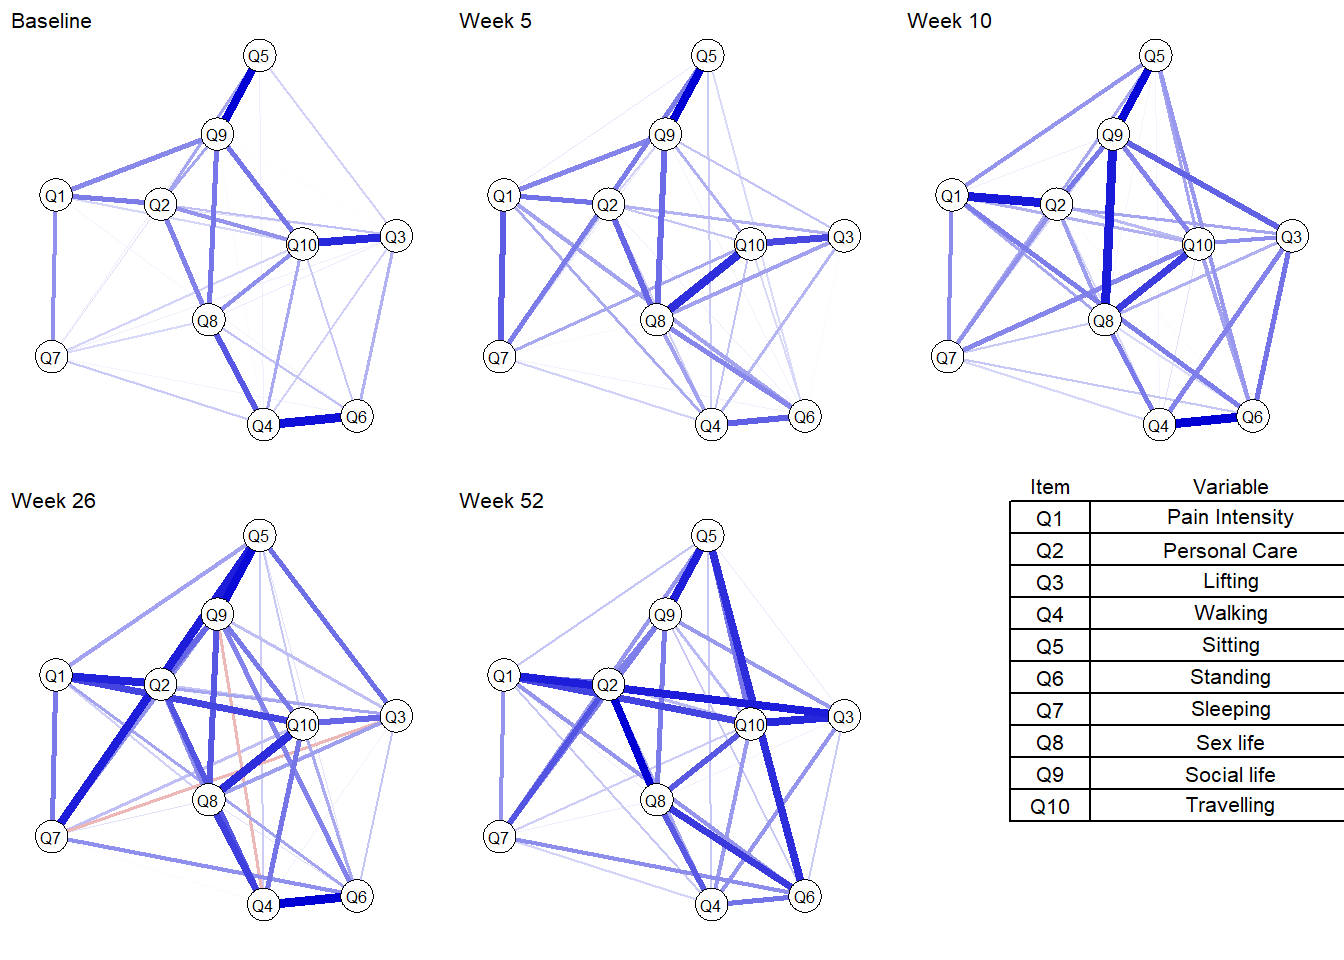 Baseline
Week 5
Week 10
Q5
Q9
Q1
Q2
Q10
Q3
Q8
Q7
Q4
Q6
Q5
Q9
Q1
Q2
Q10
Q3
Q8
Q7
Q4
Q6
Q5
Q9
Q1
Q2
Q10
Q3
Q8
Q7
Q4
Q6
Week 26
Week 52
Q5
Q9
Q1
Q2
Q10
Q3
Q8
Q7
Q4
Q6
Q5
Q9
Q1
Q2
Q10
Q3
Q8
Q7
Q4
Q6
Item Variable
Q1 Pain Intensity
Q2 Personal Care
Q3 Lifting
Q4 Walking
Q5 Sitting
Q6 Standing
Q7 Sleeping
Q8 Sex life
Q9 Social life
Q10 Travelling